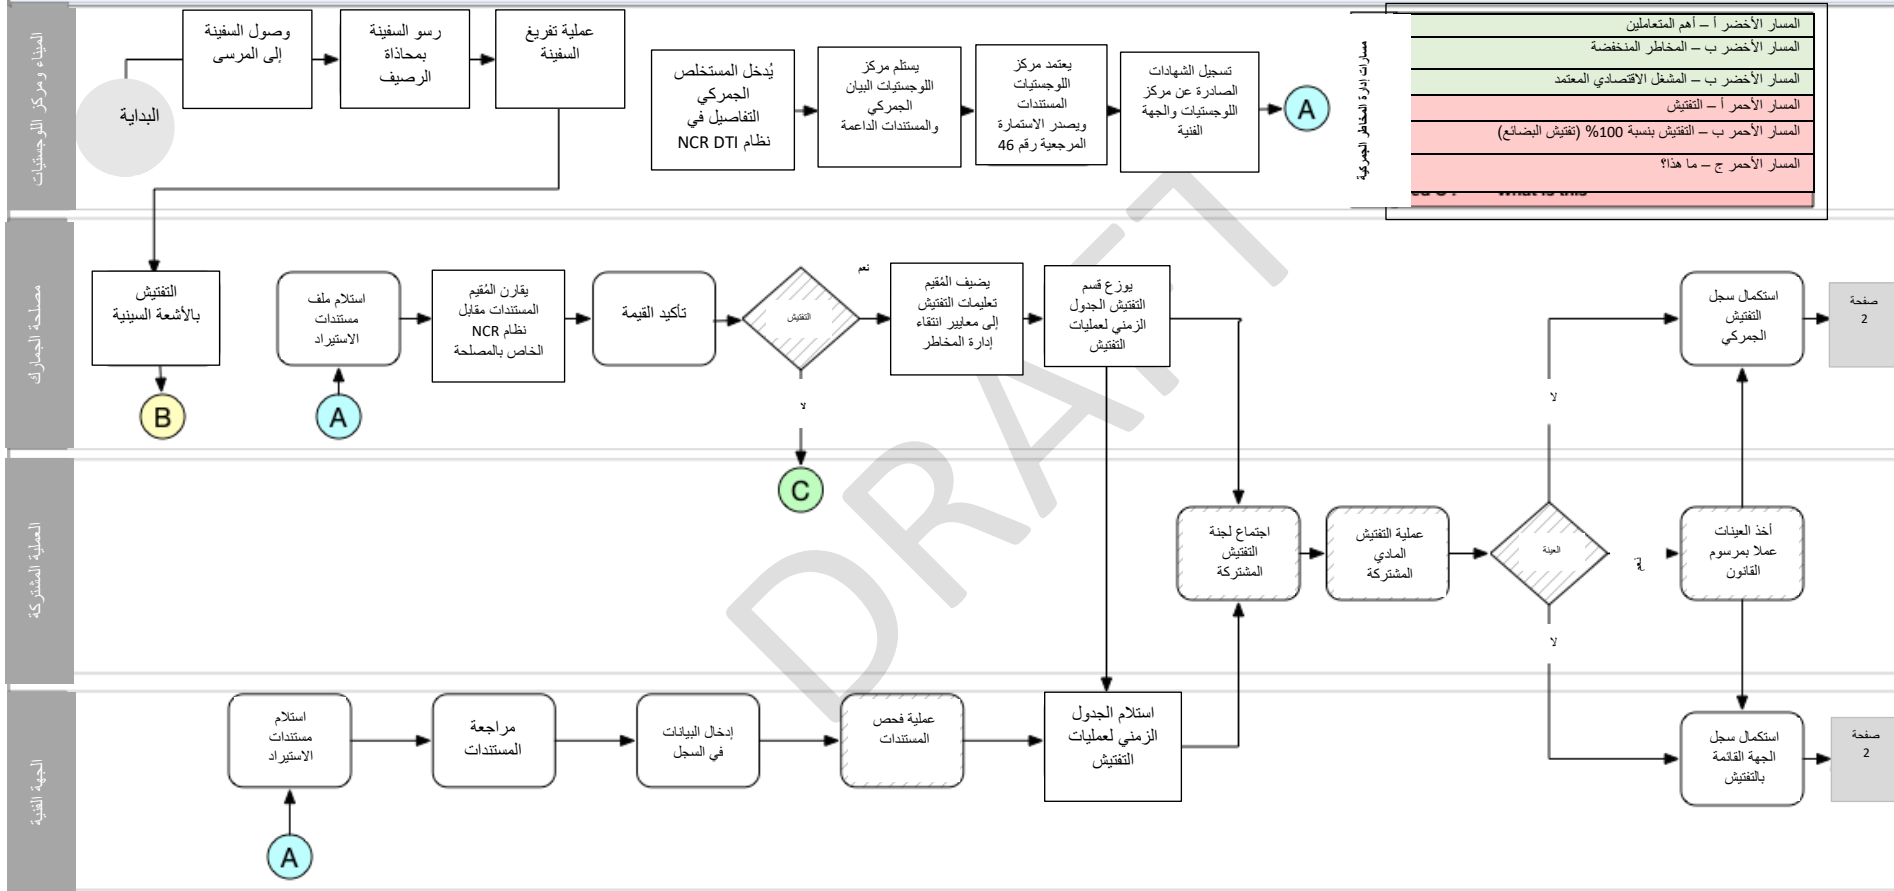 الميناء ومركز اللوجستيات
البداية
وصول السفينة
إلى المرسى
رسو السفينة
بمحاذاة
الرصيف
عملية تفريغ
السفينة
يُدخل المستخلص
الجمركي
التفاصيل في
نظام NCR DTI
يستلم مركز
اللوجستيات البيان
الجمركي
والمستندات الداعمة
يعتمد مركز
اللوجستيات
المستندات
ويصدر الاستمارة
المرجعية رقم 46
تسجيل الشهادات
الصادرة عن مركز
اللوجستيات والجهة
الفنية
A
مسارات إدارة المخاطر الجمركية
المسار الأخضر أ – أهم المتعاملين
المسار الأخضر ب – المخاطر المنخفضة
المسار الأخضر ب – المشغل الاقتصادي المعتمد
المسار الأحمر أ – التفتيش
المسار الأحمر ب – التفتيش بنسبة 100% (تفتيش البضائع)
المسار الأحمر ج – ما هذا؟
What is this
مصلحة الجمارك
التفتيش
بالأشعة السينية
B
استلام ملف
مستندات
الاستيراد
A
يقارن المُقيم
المستندات مقابل
نظام NCR
الخاص بالمصلحة
تأكيد القيمة
التفتيش
نعم
لا
C
يضيف المُقيم
تعليمات التفتيش
إلى معايير انتقاء
إدارة المخاطر
يوزع قسم
التفتيش الجدول
الزمني لعمليات
التفتيش
لا
استكمال سجل
التفتيش
الجمركي
صفحة
2
العملية المشتركة
اجتماع لجنة
التفتيش
المشتركة
عملية التفتيش
المادي
المشتركة
العينة
نعم
لا
أخذ العينات
عملا بمرسوم
القانون
الجهة الفنية
استلام
مستندات
الاستيراد
A
مراجعة
المستندات
إدخال البيانات
في السجل
عملية فحص
المستندات
استلام الجدول
الزمني لعمليات
التفتيش
استكمال سجل
الجهة القائمة
بالتفتيش
صفحة
2
DRAFT